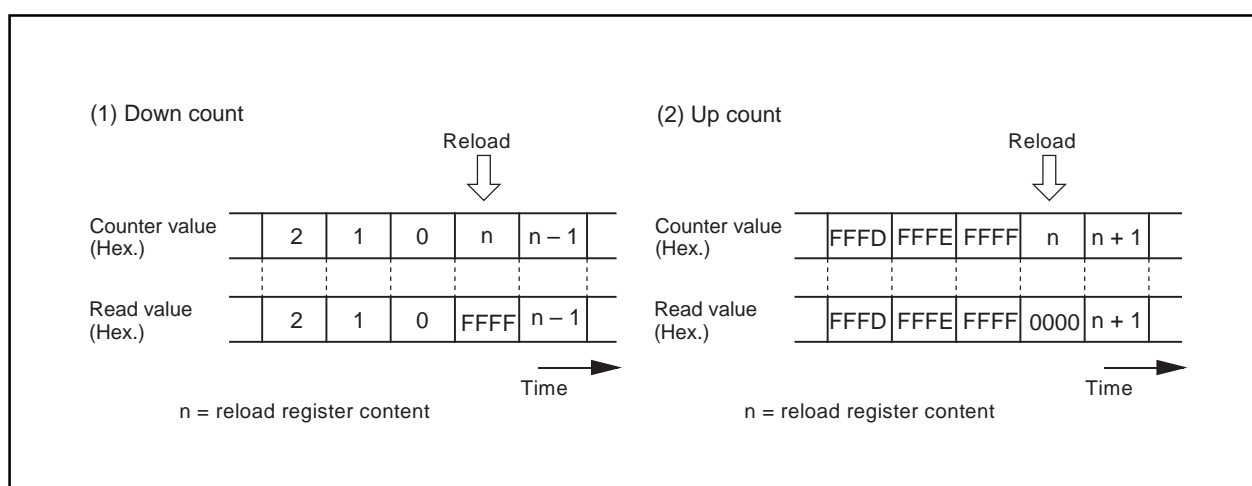 (1) Down count
Reload
Counter value
(Hex.)
2 1 0 n n – 1
Read value
(Hex.)
2 1 0 FFFF n – 1
Time
n = reload register content
(2) Up count
Reload
Counter value
(Hex.)
FFFD FFFE FFFF n n + 1
Read value
(Hex.)
FFFD FFFE FFFF 0000 n + 1
Time
n = reload register content